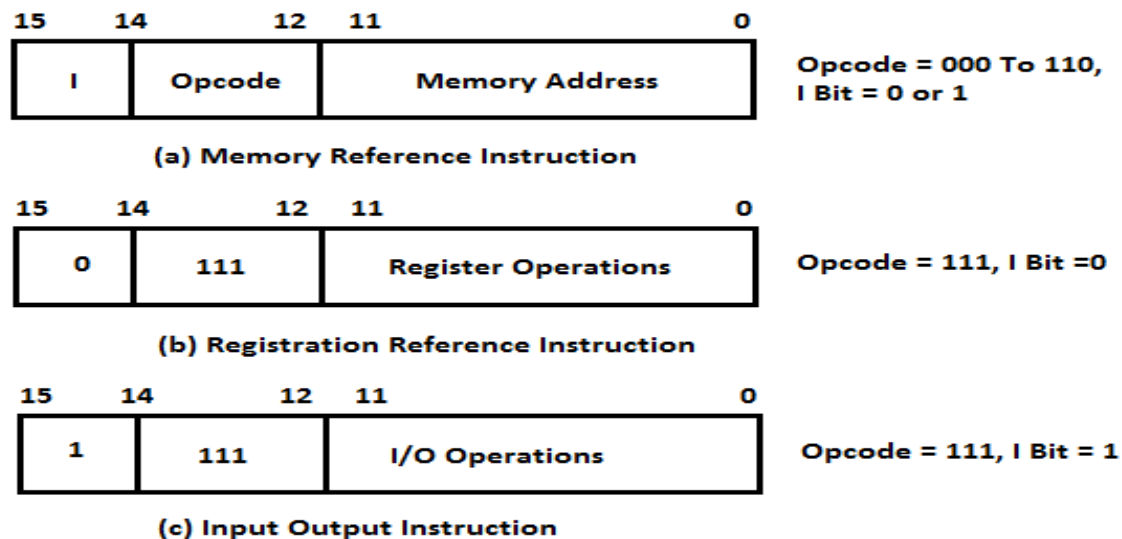 15 14 12 11 0
I Opcode Memory Address
Opcode = 000 To 110,
I Bit = 0 or 1
(a) Memory Reference Instruction
15 14 12 11 0
0 111 Register Operations
Opcode = 111, I Bit =0
(b) Registration Reference Instruction
15 14 12 11 0
1 111 I/O Operations
Opcode = 111, I Bit = 1
(c) Input Output Instruction